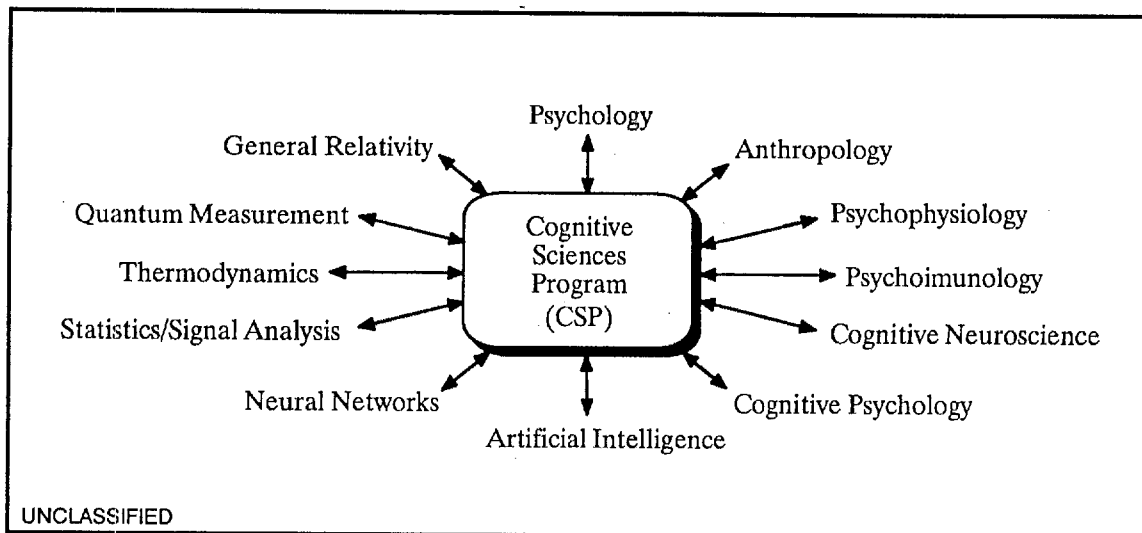 Psychology
General Relativity
Anthropology
Quantum Measurement
Psychophysiology
Cognitive
Sciences
Program
(CSP)
Thermodynamics
Psychoimunology
Statistics/Signal Analysis
Cognitive Neuroscience
Neural Networks
Cognitive Psychology
Artificial Intelligence
UNCLASSIFIED